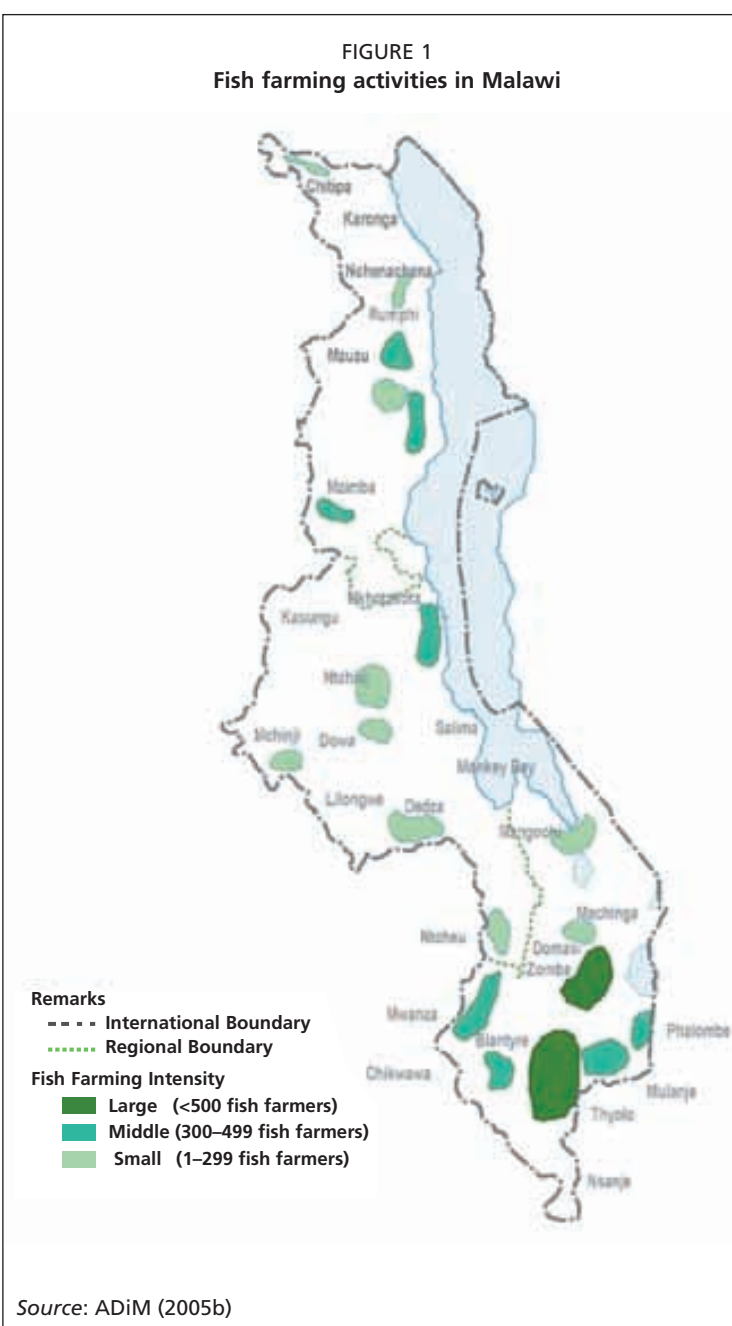 FIGURE 1
Fish farming activities in Malawi
Chitipa
Karonga
Nchenachena
Rumphi
Mzuzu
Mzimba
Nkhotakota
Kasungu
Ntchisi
Mchinji
Dowa
Salima
Monkey Bay
Lilongwe
Dedza
Mangochi
Machinga
Ntcheu
Domasi
Zomba
Remarks
International Boundary
Regional Boundary
Mwanza
Blantyre
Phalombe
Chikwawa
Mulanje
Fish Farming Intensity
Large (<500 fish farmers)
Middle (300–499 fish farmers)
Small (1–299 fish farmers)
Thyolo
Nsanje
Source: ADiM (2005b)